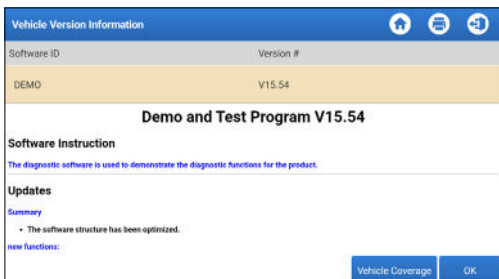 Vehicle Version Information
Software ID Version #
DEMO V15.54
Demo and Test Program V15.54
Software Instruction
The diagnostic software is used to demonstrate the diagnostic functions for the product.
Updates
Summary
• The software structure has been optimized.
new functions:
Vehicle Coverage OK